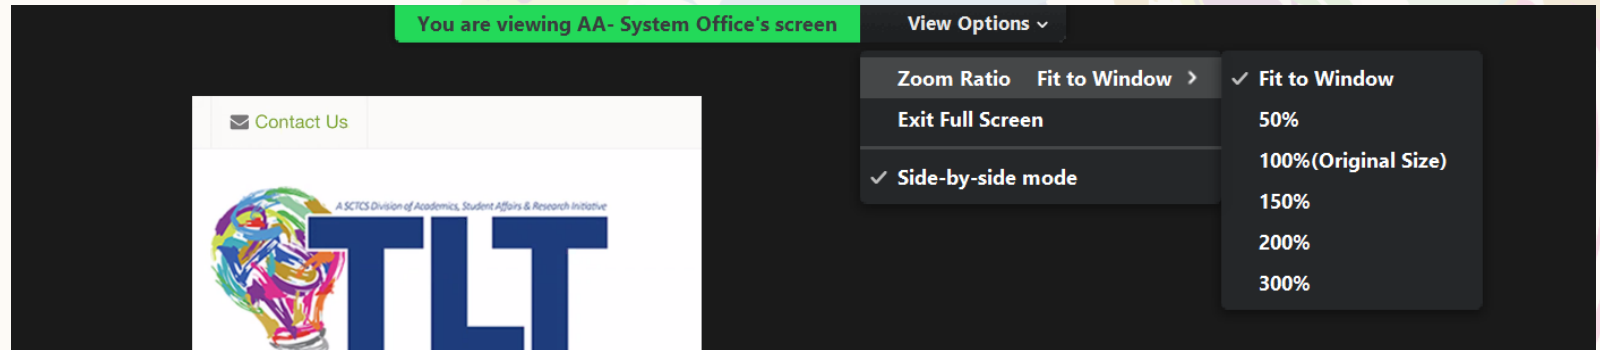 You are viewing AA- System Office's screen
View Options
Zoom Ratio Fit to Window
Exit Full Screen
Side-by-side mode
Fit to Window
50%
100%(Original Size)
150%
200%
300%
Contact Us
A SCTCS Division of Academics, Student Affairs & Research Initiative
TLT